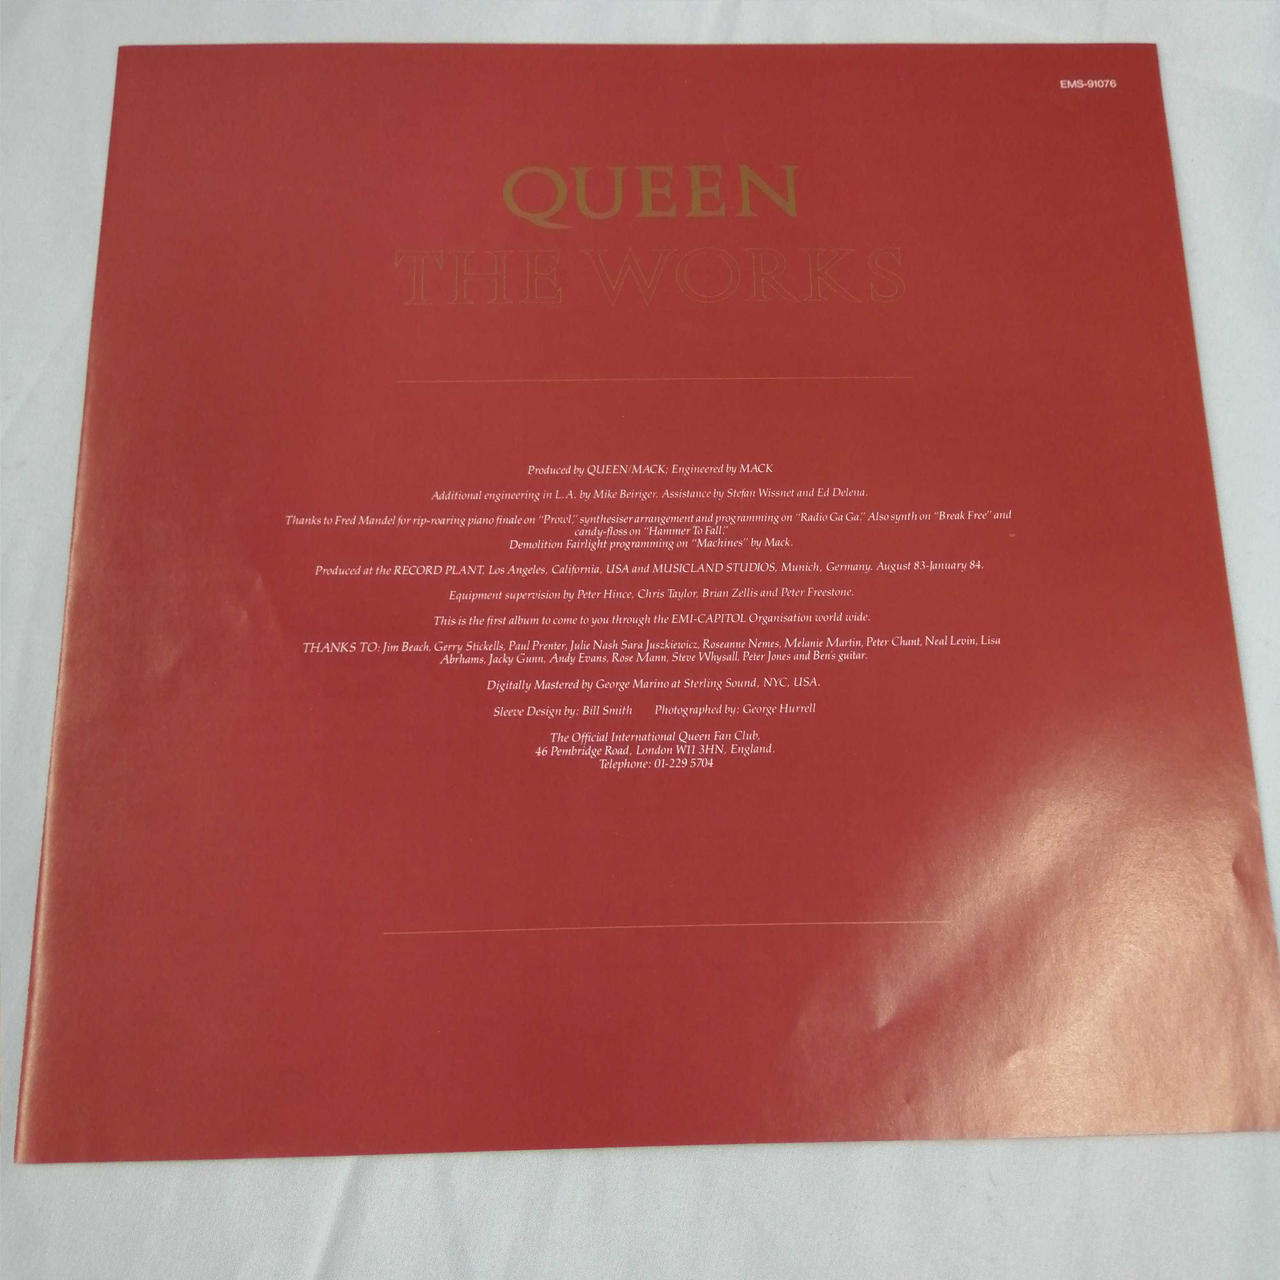 EMS-91076
QUEEN
THE WORKS
Produced by QUEEN/MACK; Engineered by MACK
Additional engineering in L.A. by Mike Beiriger. Assistance by Stefan Wissnet and Ed Delena.
Thanks to Fred Mandel for rip-roaring piano finale on “Prowl,” synthesiser arrangement and programming on “Radio Ga Ga.” Also synth on “Break Free” and
candy-floss on “Hammer To Fall.”
Demolition Fairlight programming on “Machines” by Mack.
Produced at the RECORD PLANT, Los Angeles, California, USA and MUSICLAND STUDIOS, Munich, Germany. August 83-January 84.
Equipment supervision by Peter Hince, Chris Taylor, Brian Zellis and Peter Freestone.
This is the first album to come to you through the EMI-CAPITOL Organisation world wide.
THANKS TO: Jim Beach, Gerry Stickells, Paul Prenter, Julie Nash Sara Juszkiewicz, Roseanne Nemes, Melanie Martin, Peter Chant, Neal Levin, Lisa
Abrhams, Jacky Gunn, Andy Evans, Rose Mann, Steve Whysall, Peter Jones and Ben's guitar.
Digitally Mastered by George Marino at Sterling Sound, NYC, USA.
Sleeve Design by: Bill Smith Photographed by: George Hurrell
The Official International Queen Fan Club,
46 Pembridge Road, London W11 3HN, England.
Telephone: 01-229 5704